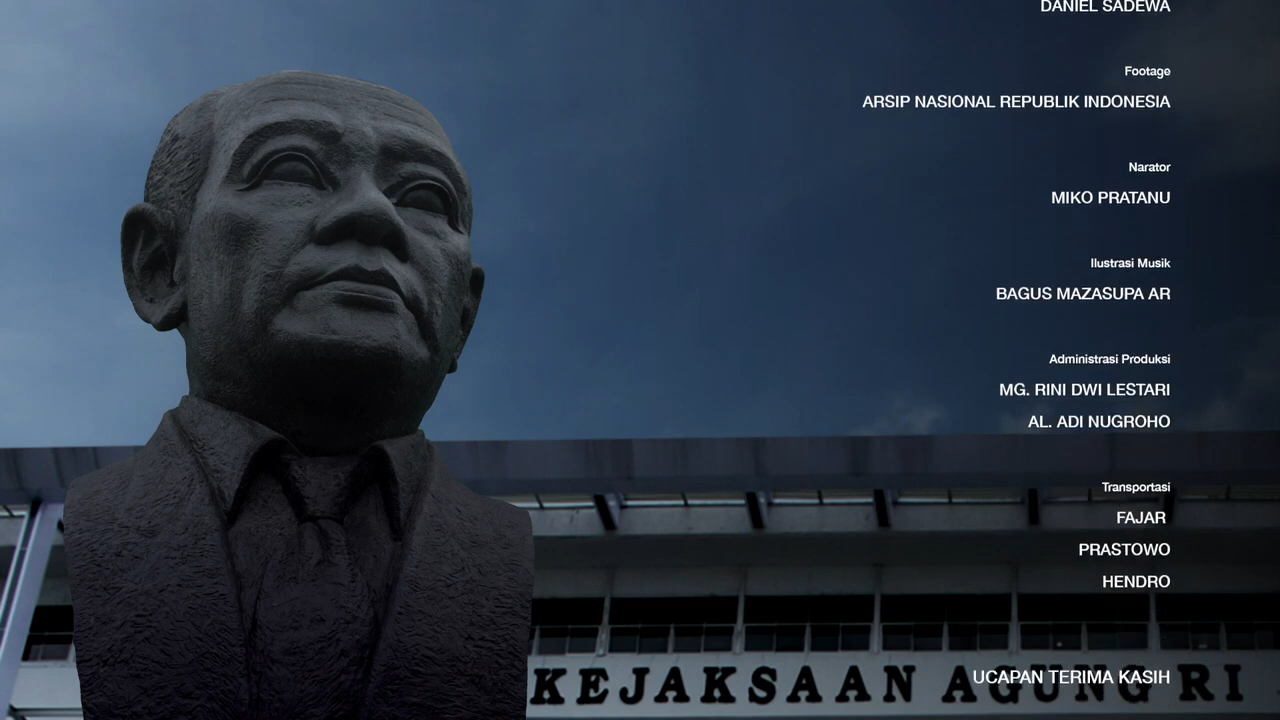 DANIEL SADEWA
Footage
ARSIP NASIONAL REPUBLIK INDONESIA
Narator
MIKO PRATANU
Ilustrasi Musik
BAGUS MAZASUPA AR
Administrasi Produksi
MG. RINI DWI LESTARI
AL. ADI NUGROHO
Transportasi
FAJAR
PRASTOWO
HENDRO
UCAPAN TERIMA KASIH
KEJAKSAAN AGUNG RI